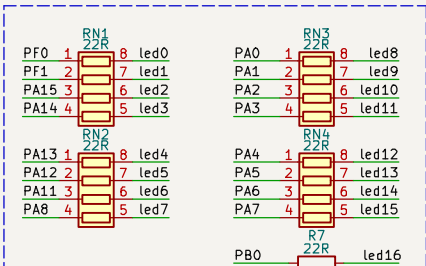 RN1
22R
PF0 1 8 led0
PF1 2 7 led1
PA15 3 6 led2
PA14 4 5 led3
RN2
22R
PA13 1 8 led4
PA12 2 7 led5
PA11 3 6 led6
PA8 4 5 led7
RN3
22R
PA0 1 8 led8
PA1 2 7 led9
PA2 3 6 led10
PA3 4 5 led11
RN4
22R
PA4 1 8 led12
PA5 2 7 led13
PA6 3 6 led14
PA7 4 5 led15
R7
22R
PB0 led16